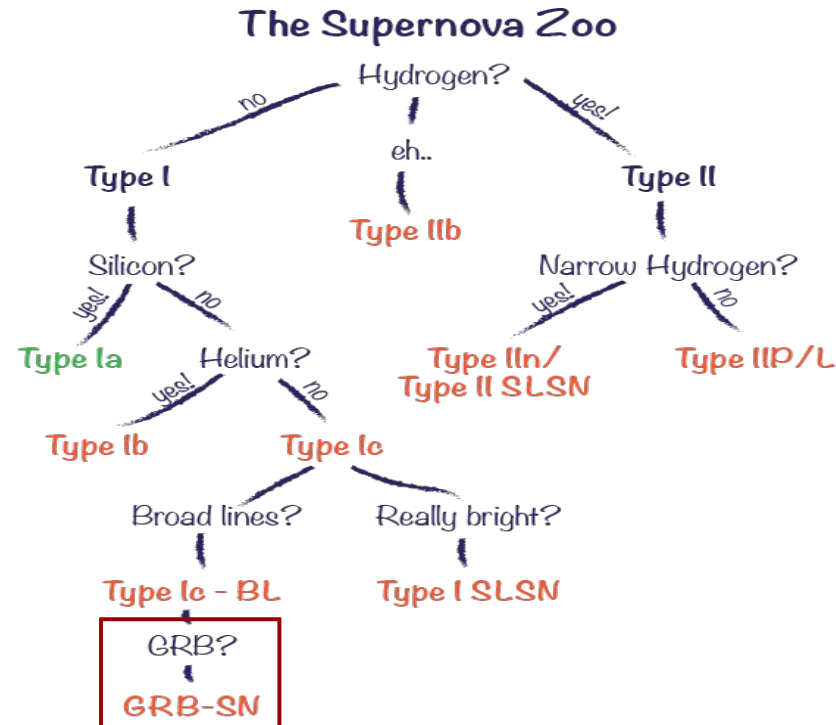 The Supernova Zoo
Hydrogen?
no
yes!
eh..
Type I
Type II
Type IIb
Silicon?
Narrow Hydrogen?
yes!
no
yes!
no
Type Ia
Helium?
Type IIn/
Type II SLSN
Type IIP/L
yes!
no
Type Ib
Type Ic
Broad lines?
Really bright?
Type Ic - BL
Type I SLSN
GRB?
GRB-SN